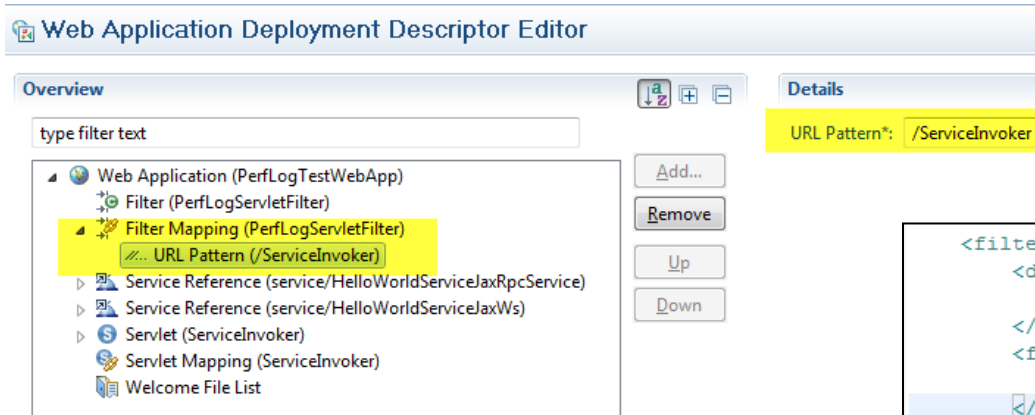 Web Application Deployment Descriptor Editor
Overview
type filter text
Web Application (PerfLogTestWebApp)
Filter (PerfLogServletFilter)
Filter Mapping (PerfLogServletFilter)
//... URL Pattern (/ServiceInvoker)
Service Reference (service/HelloWorldServiceJaxRpcService)
Service Reference (service/HelloWorldServiceJaxWs)
Servlet (ServiceInvoker)
Servlet Mapping (ServiceInvoker)
Welcome File List
Add...
Remove
Up
Down
Details
URL Pattern*: /ServiceInvoker
<filte
<d
</
<f
</